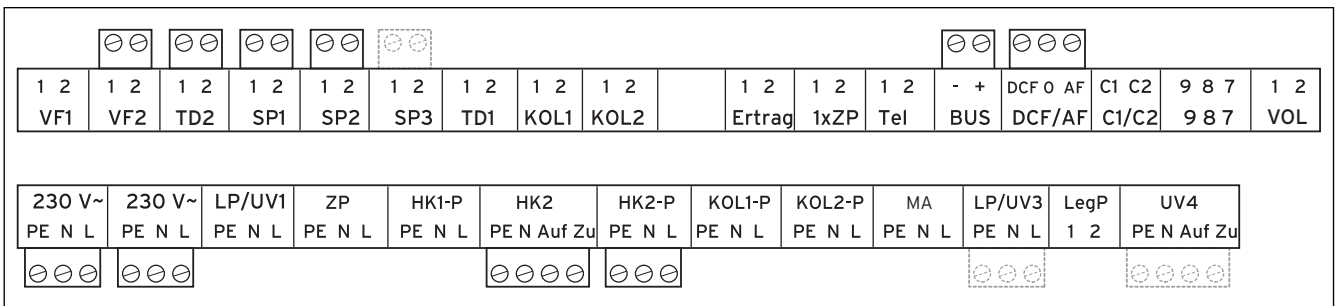 1 2 1 2 1 2 1 2 1 2 1 2 1 2 1 2 1 2 1 2 1 2 1 2 - + DCF O AF C1 C2 9 8 7 1 2
VF1 VF2 TD2 SP1 SP2 SP3 TD1 KOL1 KOL2 Ertrag 1xZP Tel BUS DCF/AF C1/C2 9 8 7 VOL
230 V~ 230 V~ LP/UV1 ZP HK1-P HK2 HK2-P KOL1-P KOL2-P MA LP/UV3 LegP UV4
PE N L PE N L PE N L PE N L PE N L PE N Auf Zu PE N L PE N L PE N L PE N L PE N L 1 2 PE N Auf Zu